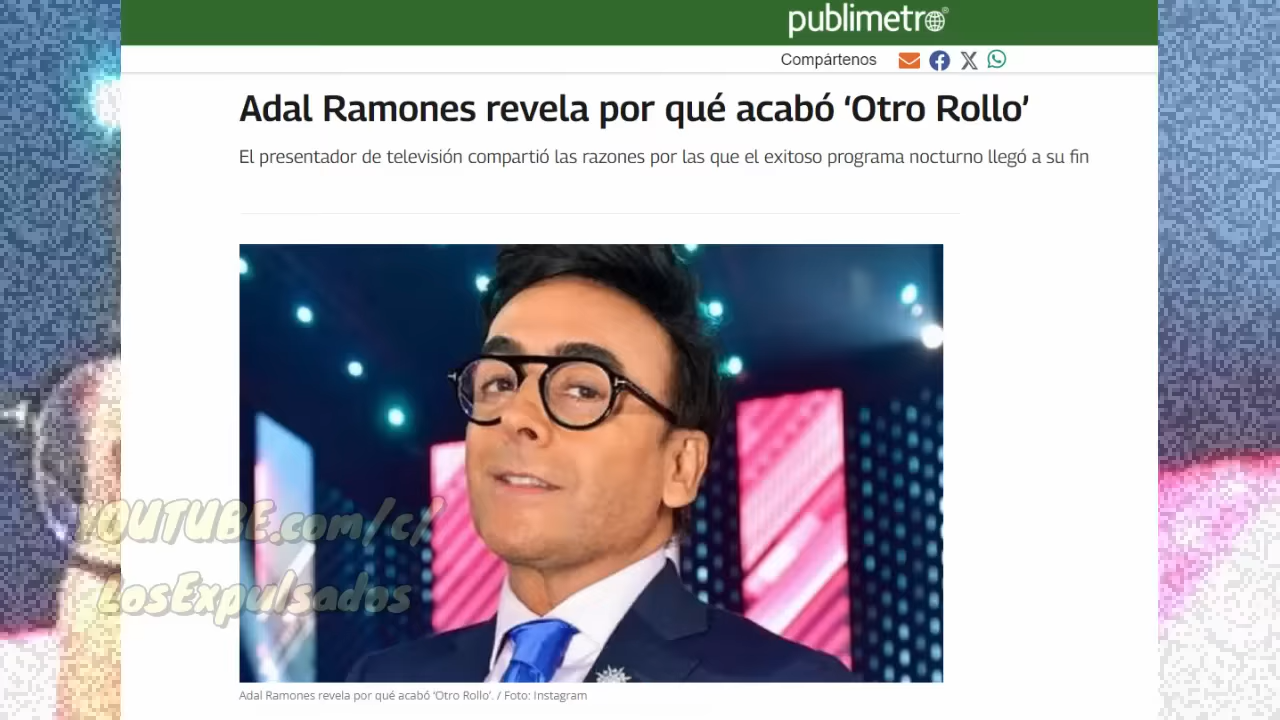 publimetro
Compártenos
Adal Ramones revela por qué acabó ‘Otro Rollo’
El presentador de televisión compartió las razones por las que el exitoso programa nocturno llegó a su fin
YOUTUBE.com/c/
LosExpulsados
Adal Ramones revela por qué acabó ‘Otro Rollo’. / Foto: Instagram